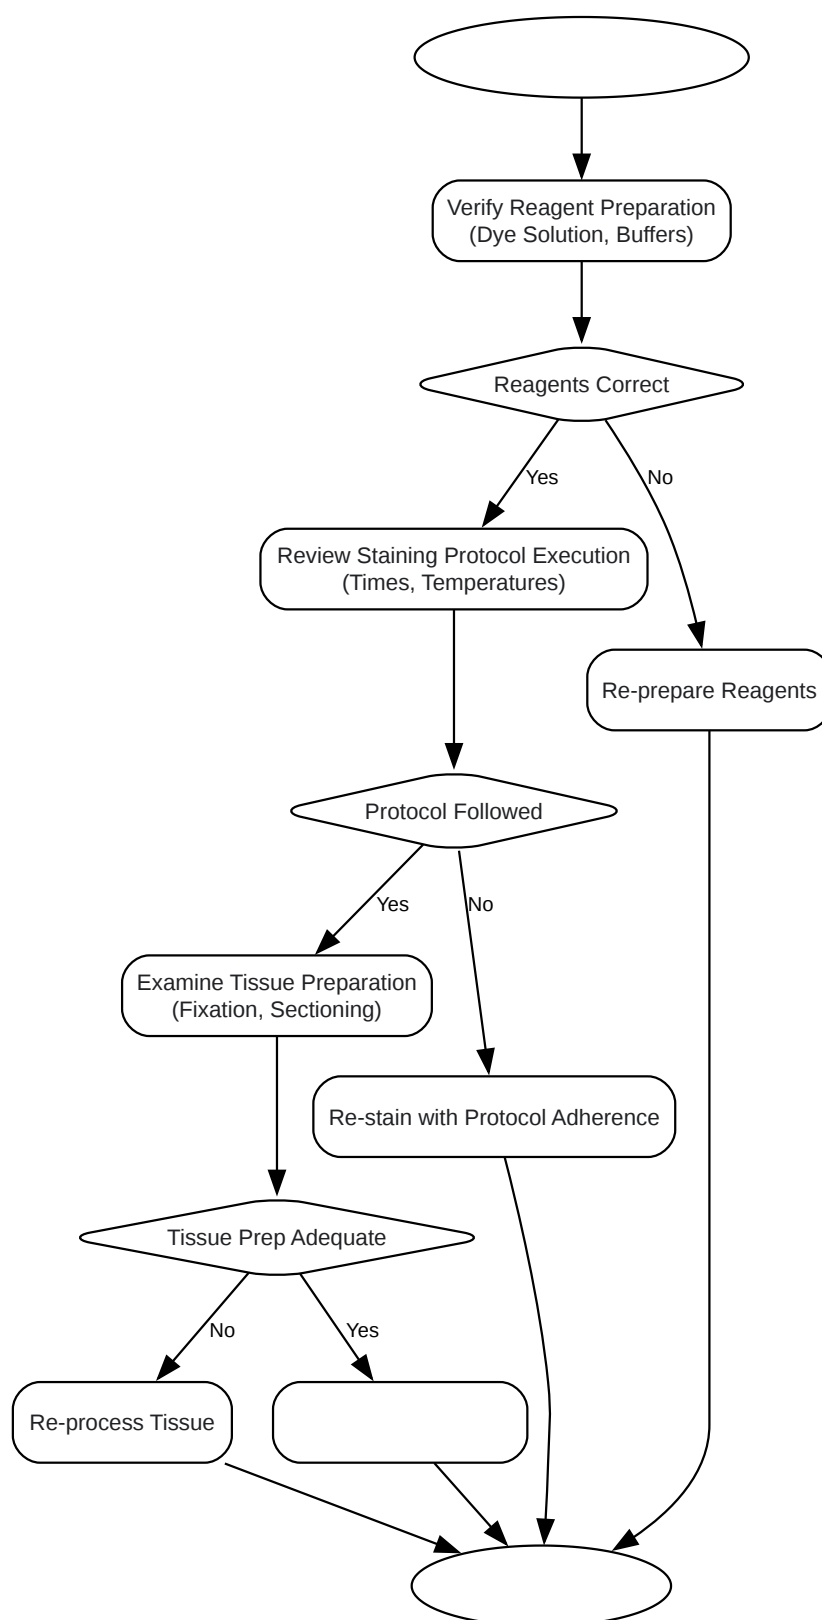 Verify Reagent Preparation
(Dye Solution, Buffers)
Reagents Correct
Yes
No
Review Staining Protocol Execution
(Times, Temperatures)
Re-prepare Reagents
Protocol Followed
Yes
No
Examine Tissue Preparation
(Fixation, Sectioning)
Re-stain with Protocol Adherence
Tissue Prep Adequate
No
Yes
Re-process Tissue